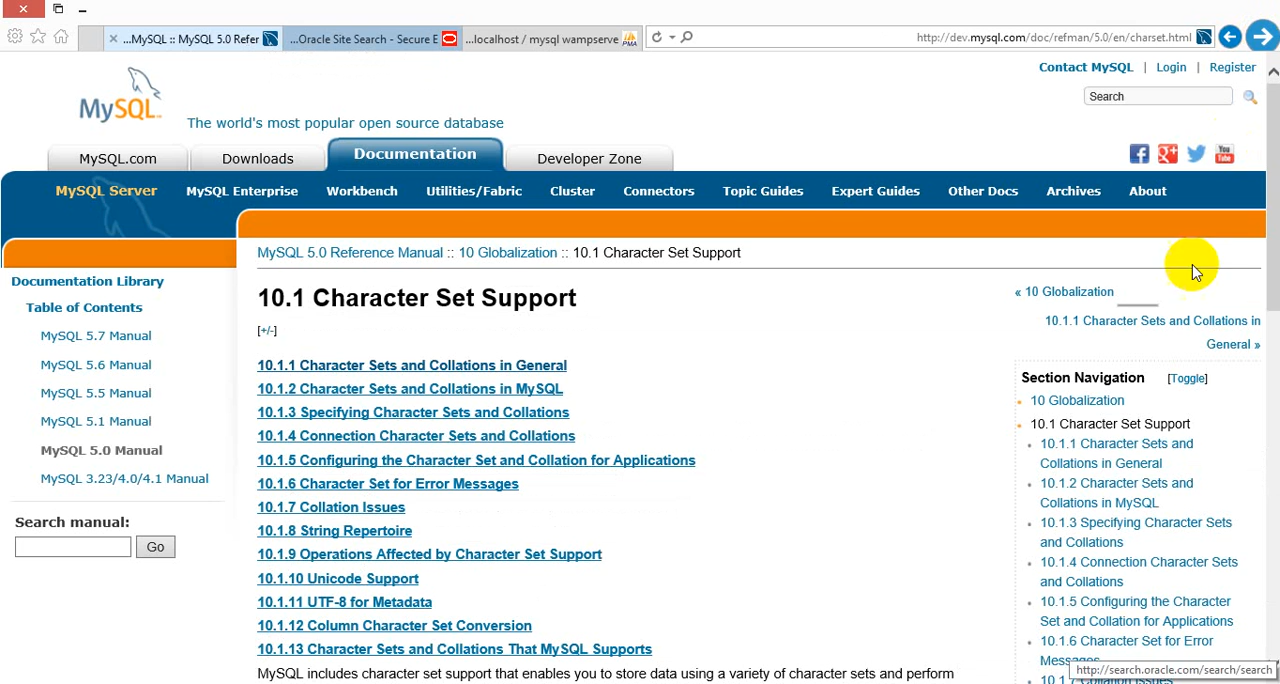 ...MySQL :: MySQL 5.0 Refer
...Oracle Site Search - Secure E
...localhost / mysql wampserve
http://dev.mysql.com/doc/refman/5.0/en/charset.html
Contact MySQL | Login | Register
Search
MySQL
The world's most popular open source database
MySQL.com
Downloads
Documentation
Developer Zone
MySQL Server
MySQL Enterprise
Workbench
Utilities/Fabric
Cluster
Connectors
Topic Guides
Expert Guides
Other Docs
Archives
About
Documentation Library
Table of Contents
MySQL 5.7 Manual
MySQL 5.6 Manual
MySQL 5.5 Manual
MySQL 5.1 Manual
MySQL 5.0 Manual
MySQL 3.23/4.0/4.1 Manual
Search manual:
Go
MySQL 5.0 Reference Manual :: 10 Globalization :: 10.1 Character Set Support
10.1 Character Set Support
[+/-]
10.1.1 Character Sets and Collations in General
10.1.2 Character Sets and Collations in MySQL
10.1.3 Specifying Character Sets and Collations
10.1.4 Connection Character Sets and Collations
10.1.5 Configuring the Character Set and Collation for Applications
10.1.6 Character Set for Error Messages
10.1.7 Collation Issues
10.1.8 String Repertoire
10.1.9 Operations Affected by Character Set Support
10.1.10 Unicode Support
10.1.11 UTF-8 for Metadata
10.1.12 Column Character Set Conversion
10.1.13 Character Sets and Collations That MySQL Supports
MySQL includes character set support that enables you to store data using a variety of character sets and perform
« 10 Globalization
10.1.1 Character Sets and Collations in
General »
Section Navigation [Toggle]
10 Globalization
10.1 Character Set Support
10.1.1 Character Sets and
Collations in General
10.1.2 Character Sets and
Collations in MySQL
10.1.3 Specifying Character Sets
and Collations
10.1.4 Connection Character Sets
and Collations
10.1.5 Configuring the Character
Set and Collation for Applications
10.1.6 Character Set for Error
Messages
10.1.7 Collation Issues
http://search.oracle.com/search/search